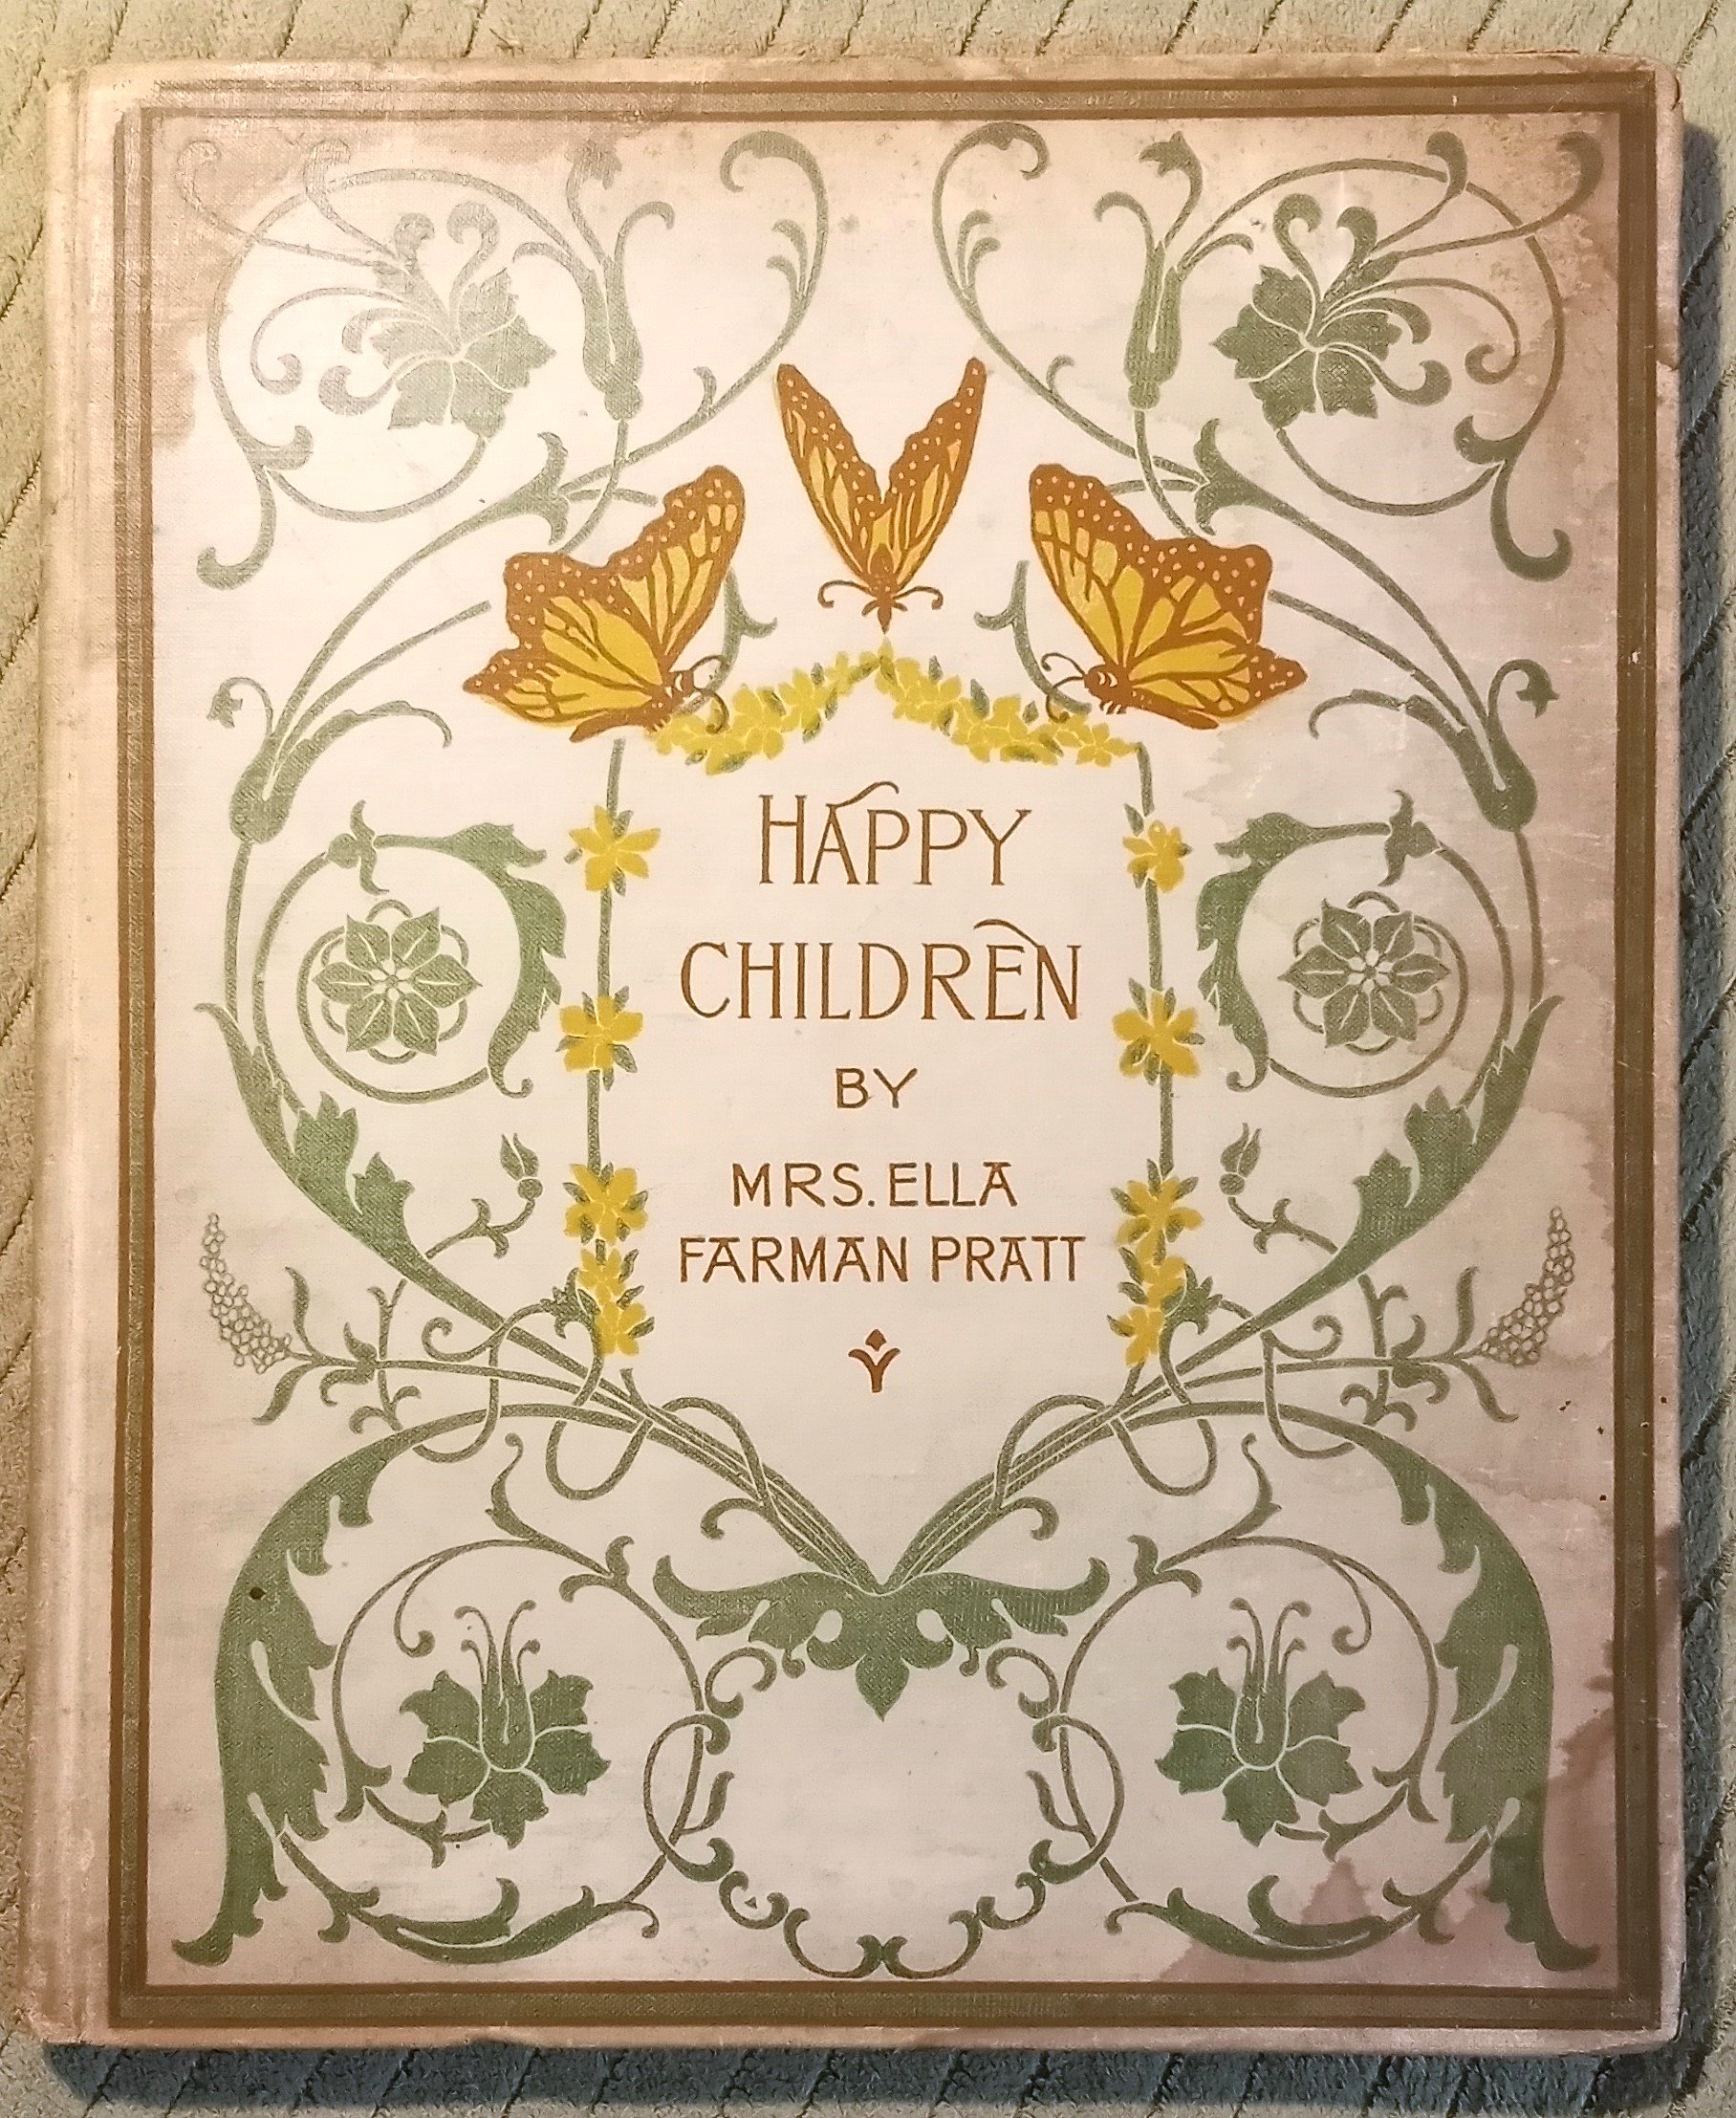 HAPPY
CHILDREN
BY
MRS. ELLA
FARMAN PRATT